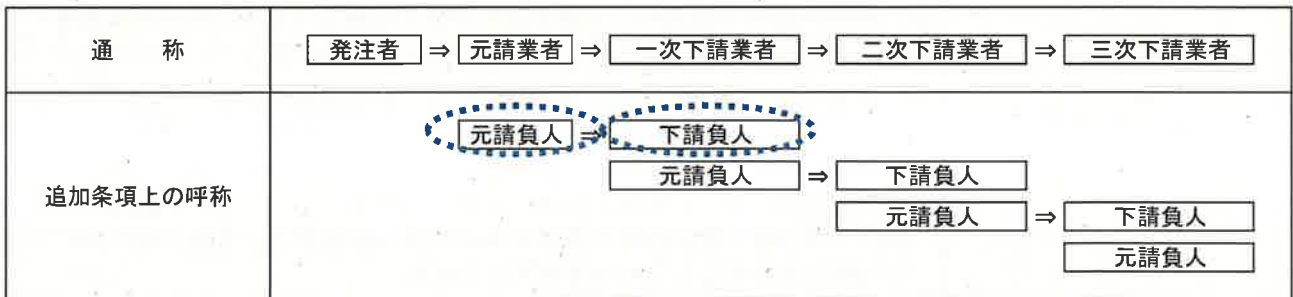 通　　称
発注者 ⇒ 元請業者 ⇒ 一次下請業者 ⇒ 二次下請業者 ⇒ 三次下請業者
追加条項上の呼称
元請負人 ⇒ 下請負人
元請負人 ⇒ 下請負人
元請負人 ⇒ 下請負人
元請負人